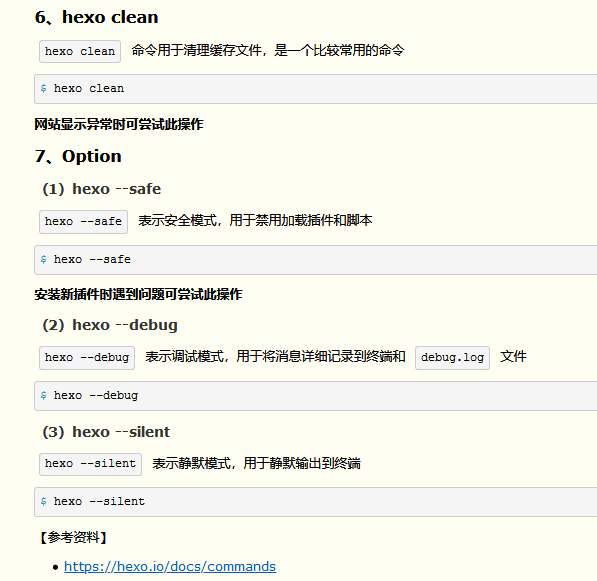 6、hexo clean
hexo clean 命令用于清理缓存文件，是一个比较常用的命令
$ hexo clean
网站显示异常时可尝试此操作
7、Option
（1）hexo --safe
hexo --safe 表示安全模式，用于禁用加载插件和脚本
$ hexo --safe
安装新插件时遇到问题可尝试此操作
（2）hexo --debug
hexo --debug 表示调试模式，用于将消息详细记录到终端和 debug.log 文件
$ hexo --debug
（3）hexo --silent
hexo --silent 表示静默模式，用于静默输出到终端
$ hexo --silent
【参考资料】
• https://hexo.io/docs/commands